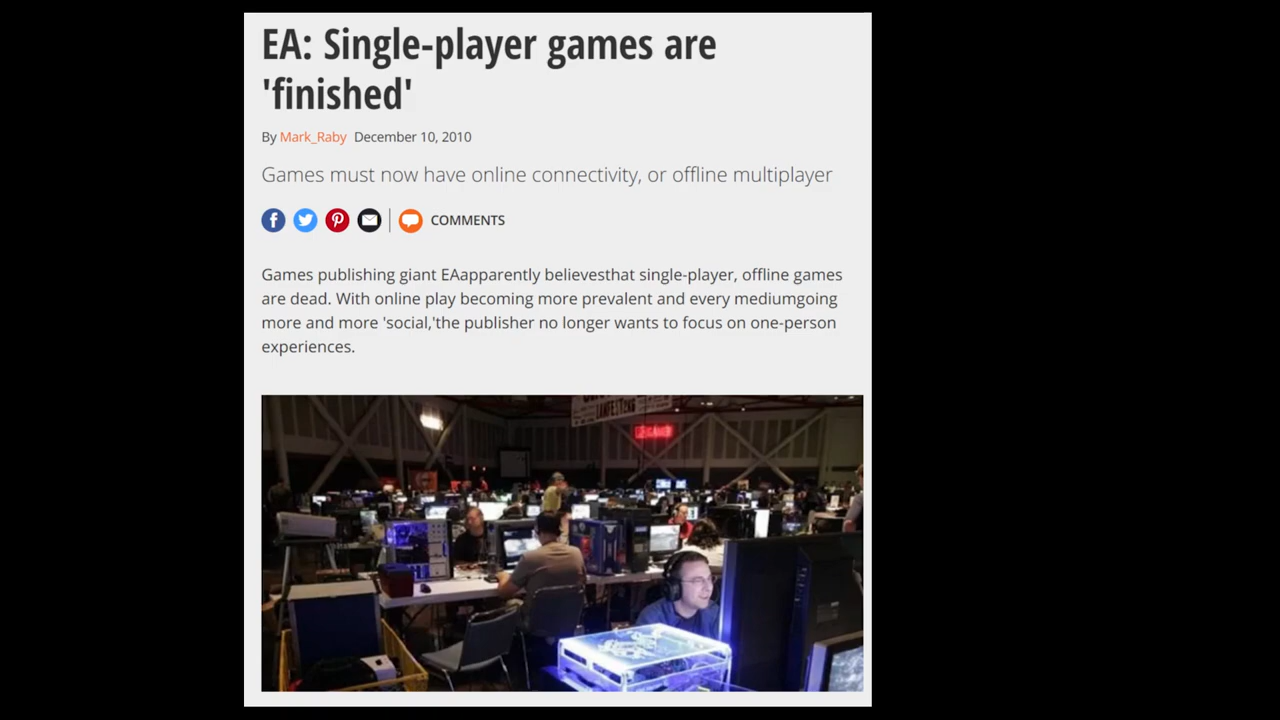 EA: Single-player games are
'finished'
By Mark_Raby December 10, 2010
Games must now have online connectivity, or offline multiplayer
COMMENTS
Games publishing giant EAapparently believesthat single-player, offline games
are dead. With online play becoming more prevalent and every mediumgoing
more and more 'social,'the publisher no longer wants to focus on one-person
experiences.